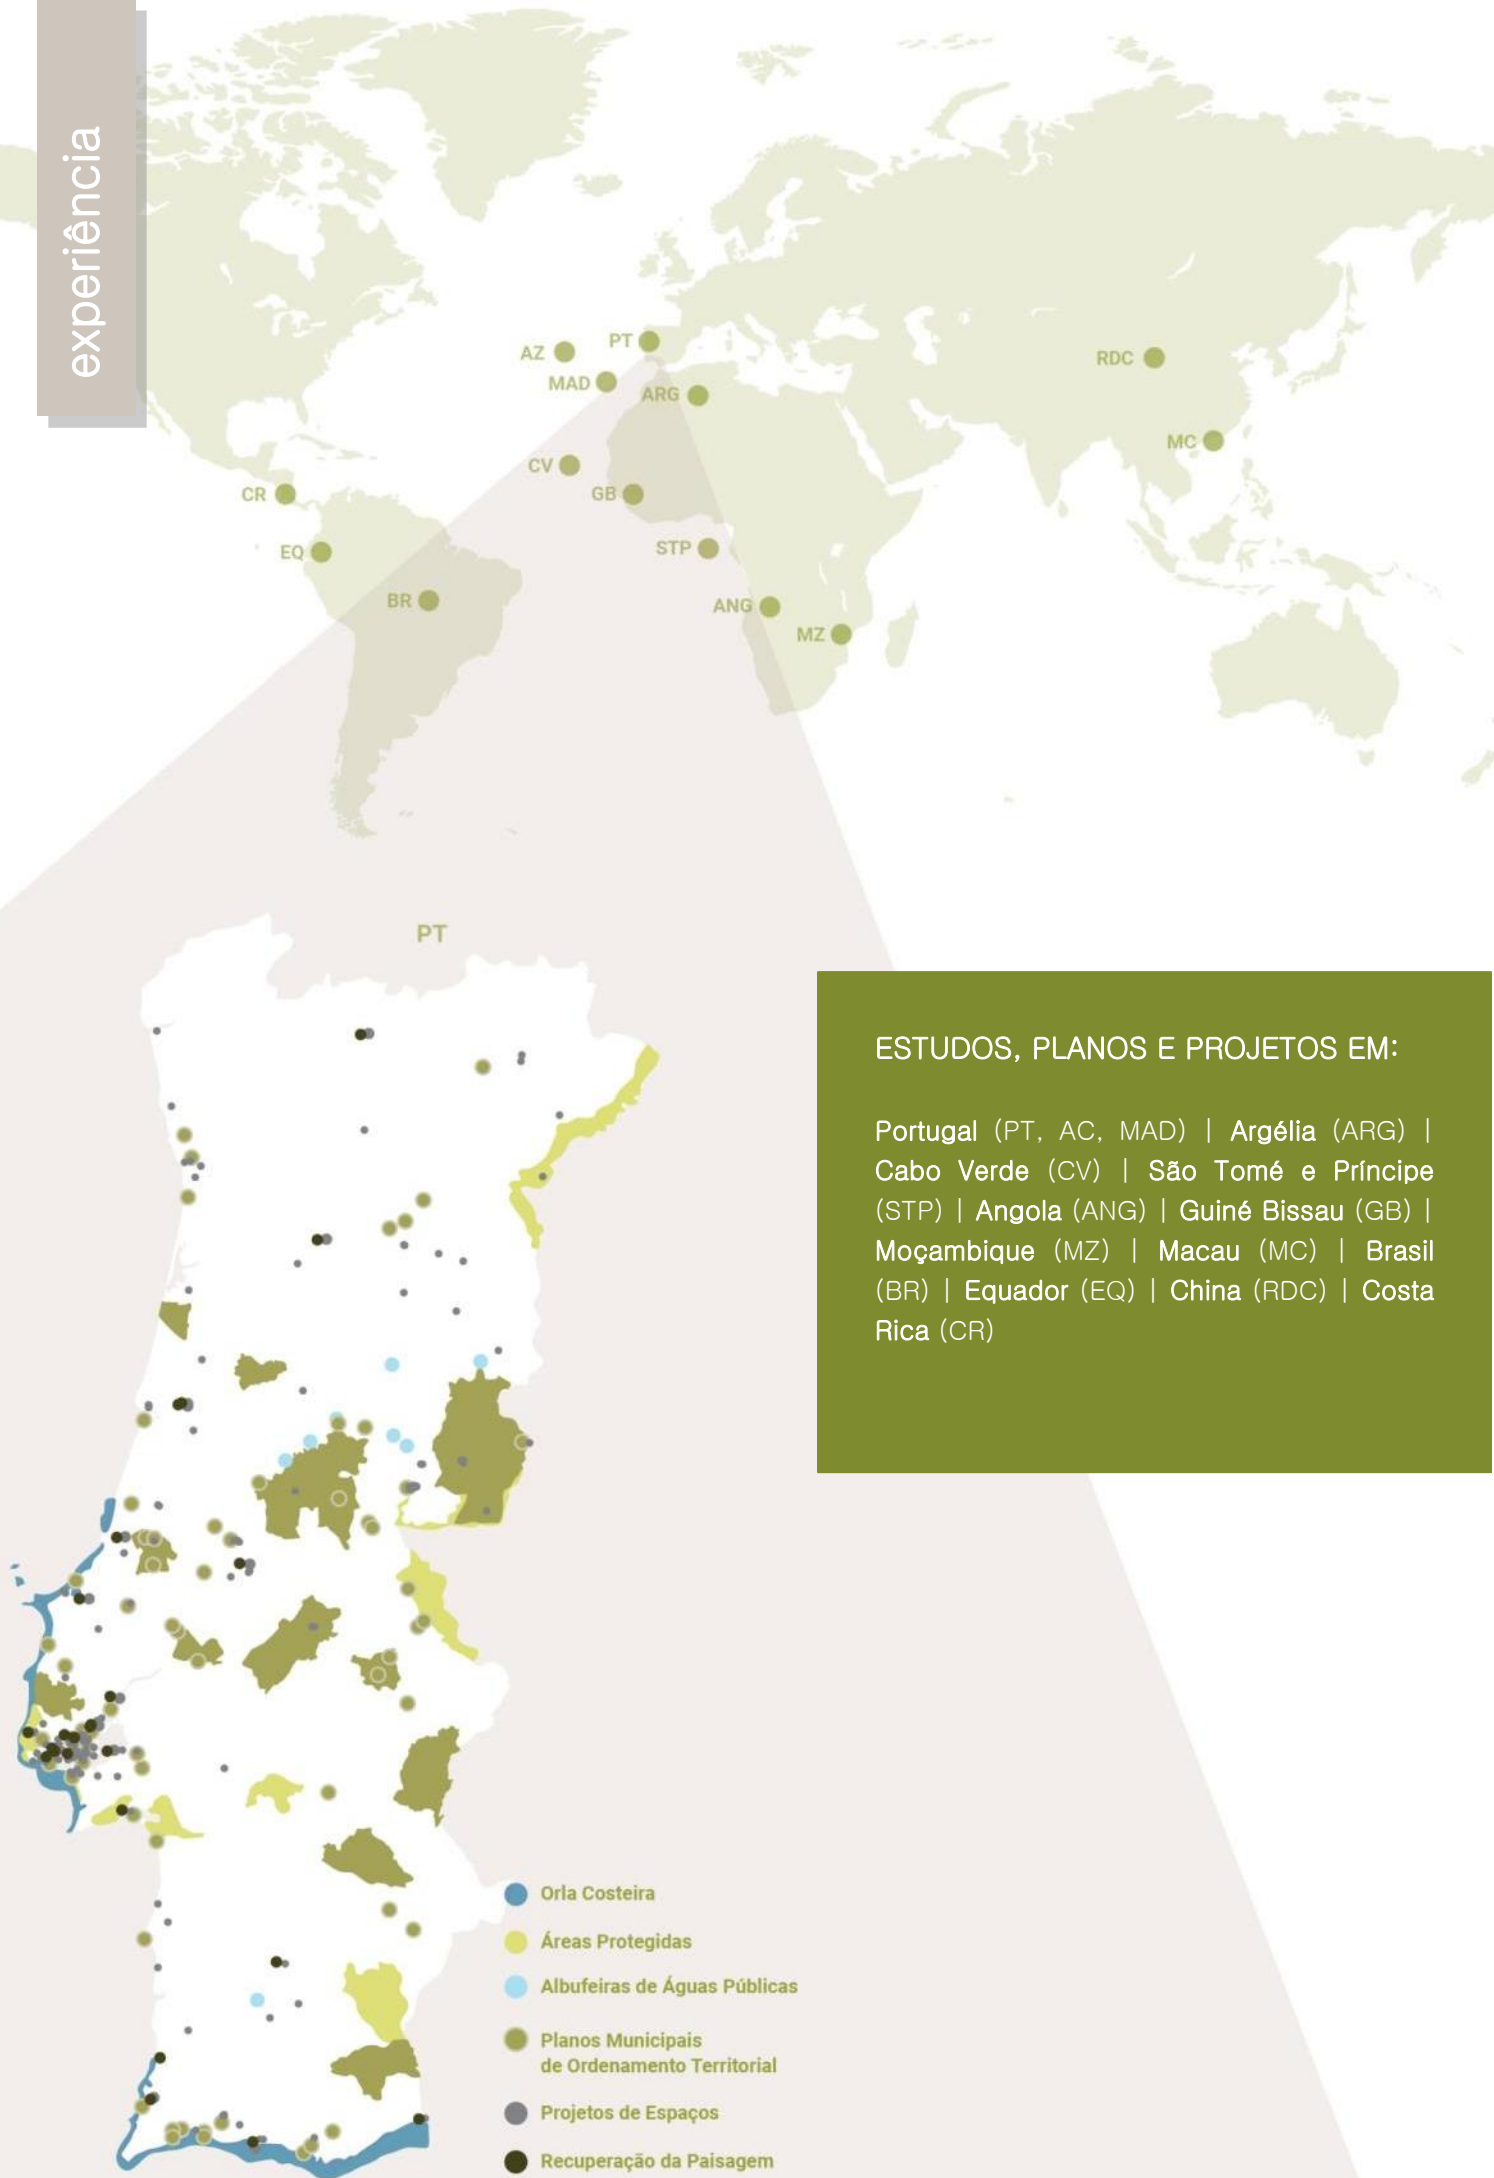 experiência
AZ
PT
MAD
ARG
RDC
MC
CV
GB
CR
EQ
STP
BR
ANG
MZ
PT
ESTUDOS, PLANOS E PROJETOS EM:
Portugal (PT, AC, MAD) | Argélia (ARG) |
Cabo Verde (CV) | São Tomé e Príncipe
(STP) | Angola (ANG) | Guiné Bissau (GB) |
Moçambique (MZ) | Macau (MC) | Brasil
(BR) | Equador (EQ) | China (RDC) | Costa
Rica (CR)
Orla Costeira
Áreas Protegidas
Albufeiras de Águas Públicas
Planos Municipais
de Ordenamento Territorial
Projetos de Espaços
Recuperação da Paisagem